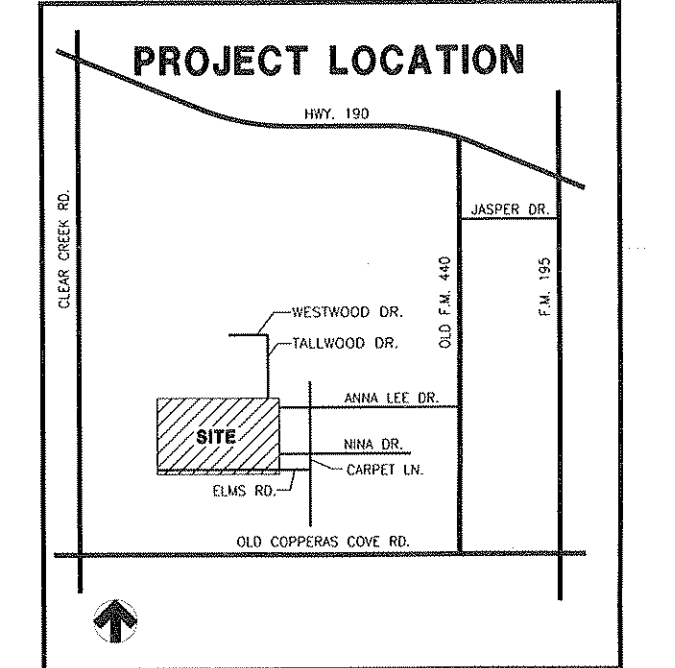 PROJECT LOCATION
HWY. 190
CLEAR CREEK RD.
JASPER DR.
OLD F.M. 440
F.M. 195
WESTWOOD DR.
TALLWOOD DR.
ANNA LEE DR.
SITE
NINA DR.
CARPET LN.
ELMS RD.
OLD COPPERAS COVE RD.